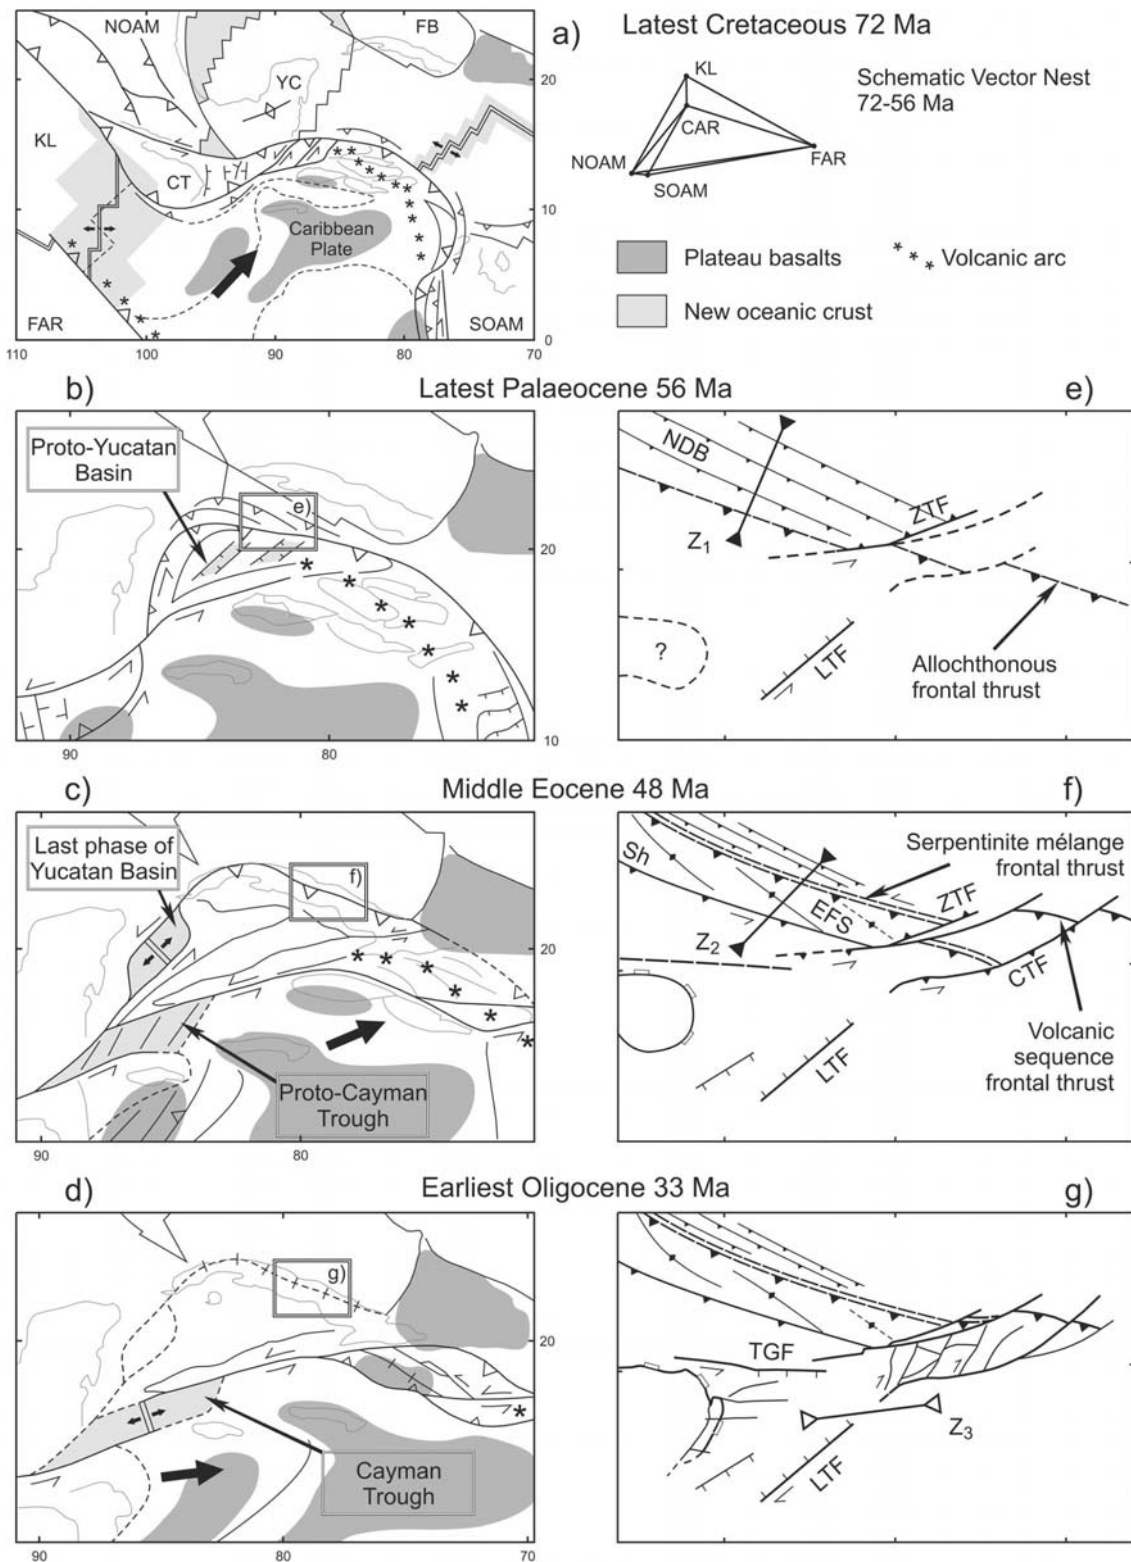 a)
Latest Cretaceous 72 Ma
NOAM
FB
YC
KL
CT
Caribbean
Plate
FAR
SOAM
20
10
0
110
100
90
80
70
KL
CAR
NOAM
SOAM
FAR
Schematic Vector Nest
72-56 Ma
Plateau basalts
Volcanic arc
New oceanic crust
b)
Latest Palaeocene 56 Ma
e)
Proto-Yucatan
Basin
e)
20
10
90
80
NDB
ZTF
Z1
?
LTF
Allochthonous
frontal thrust
c)
Middle Eocene 48 Ma
f)
Last phase of
Yucatan Basin
f)
20
Proto-Cayman
Trough
90
80
Sh
EFS
ZTF
Z2
CTF
LTF
Serpentinite mélange
frontal thrust
Volcanic
sequence
frontal thrust
d)
Earliest Oligocene 33 Ma
g)
90
80
g)
20
Cayman
Trough
90
80
70
TGF
Z3
LTF